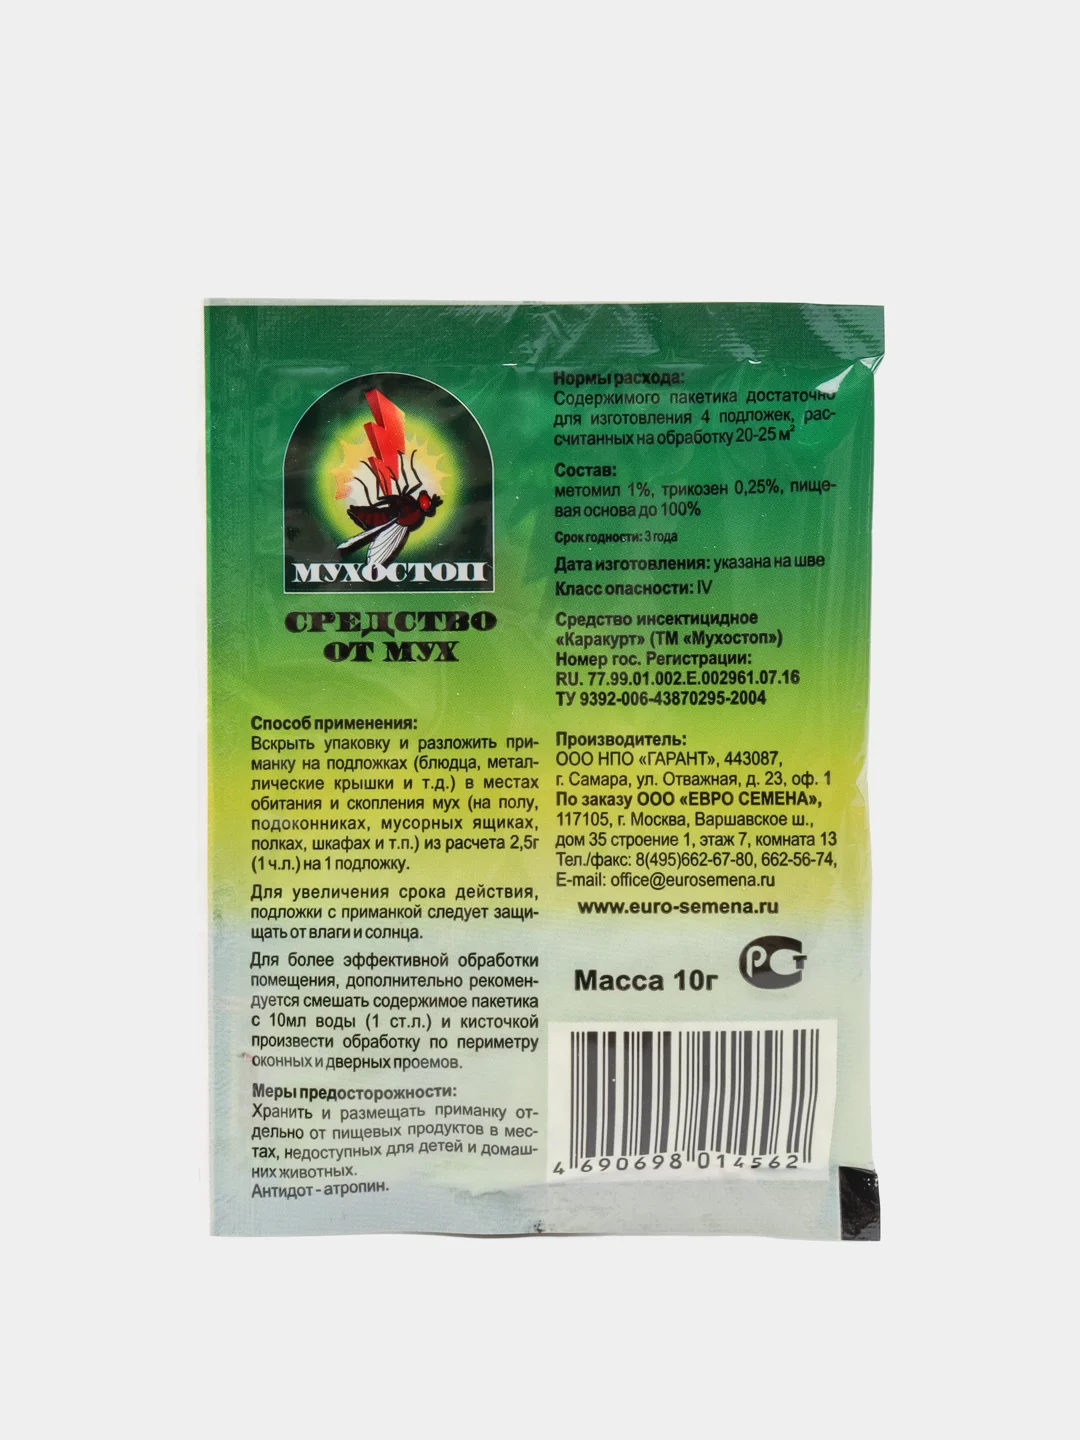 МУХОСТОП
СРЕДСТВО
ОТ МУХ
Способ применения:
Вскрыть упаковку и разложить при-
манку на подложках (блюдца, метал-
лические крышки и т.д.) в местах
обитания и скопления мух (на полу,
подоконниках, мусорных ящиках,
полках, шкафах и т.п.) из расчета 2,5г
(1 ч.л.) на 1 подложку.
Для увеличения срока действия,
подложки с приманкой следует защи-
щать от влаги и солнца.
Для более эффективной обработки
помещения, дополнительно рекомен-
дуется смешать содержимое пакетика
с 10мл воды (1 ст.л.) и кисточкой
произвести обработку по периметру
оконных и дверных проемов.
Меры предосторожности:
Хранить и размещать приманку от-
дельно от пищевых продуктов в мес-
тах, недоступных для детей и домаш-
них животных.
Антидот - атропин.
Нормы расхода:
Содержимого пакетика достаточно
для изготовления 4 подложек, рас-
считанных на обработку 20-25 м²
Состав:
метомил 1%, трикозен 0,25%, пище-
вая основа до 100%
Срок годности: 3 года
Дата изготовления: указана на шве
Класс опасности: IV
Средство инсектицидное
«Каракурт» (ТМ «Мухостоп»)
Номер гос. Регистрации:
RU. 77.99.01.002.E.002961.07.16
ТУ 9392-006-43870295-2004
Производитель:
ООО НПО «ГАРАНТ», 443087,
г. Самара, ул. Отважная, д. 23, оф. 1
По заказу ООО «ЕВРО СЕМЕНА»,
117105, г. Москва, Варшавское ш.,
дом 35 строение 1, этаж 7, комната 13
Тел./факс: 8(495)662-67-80, 662-56-74,
E-mail: office@eurosemena.ru
www.euro-semena.ru
Масса 10г
РСТ
4 690698 014562